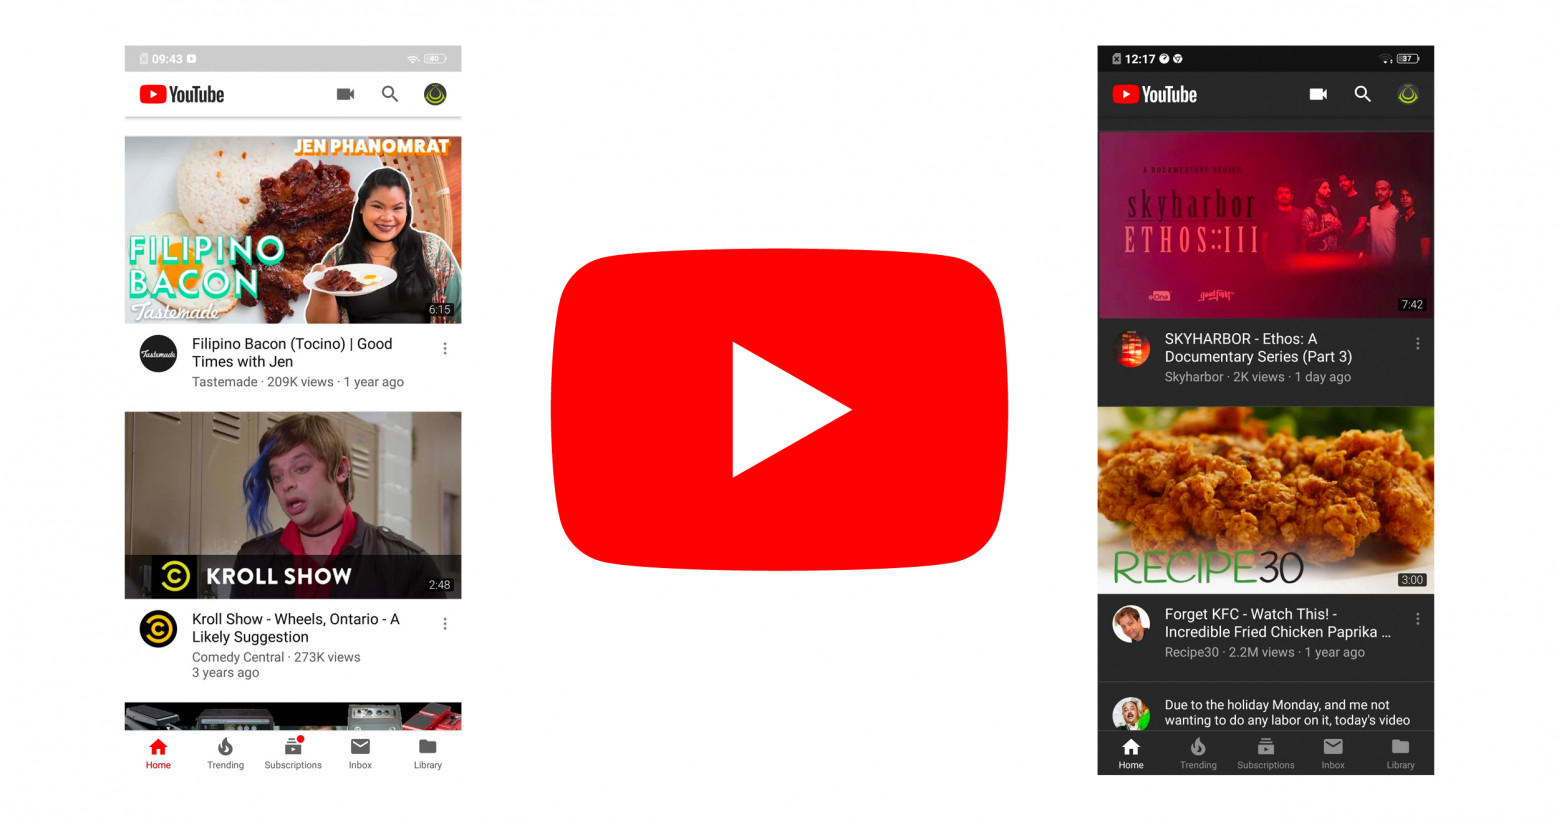 09:43
40
YouTube
JEN PHANOMRAT
FILIPINO
BACON
Tastemade
6:15
Tastemade
Filipino Bacon (Tocino) | Good
Times with Jen
Tastemade · 209K views · 1 year ago
KROLL SHOW
2:48
Kroll Show - Wheels, Ontario - A
Likely Suggestion
Comedy Central · 273K views
3 years ago
Home
Trending
Subscriptions
Inbox
Library
12:17
37
YouTube
A DOCUMENTARY SERIES
skyharbor
ETHOS::III
eOne
goodfight
7:42
SKYHARBOR - Ethos: A
Documentary Series (Part 3)
Skyharbor · 2K views · 1 day ago
RECIPE30
3:00
Forget KFC - Watch This! -
Incredible Fried Chicken Paprika ...
Recipe30 · 2.2M views · 1 year ago
Due to the holiday Monday, and me not
wanting to do any labor on it, today's video
Home
Trending
Subscriptions
Inbox
Library